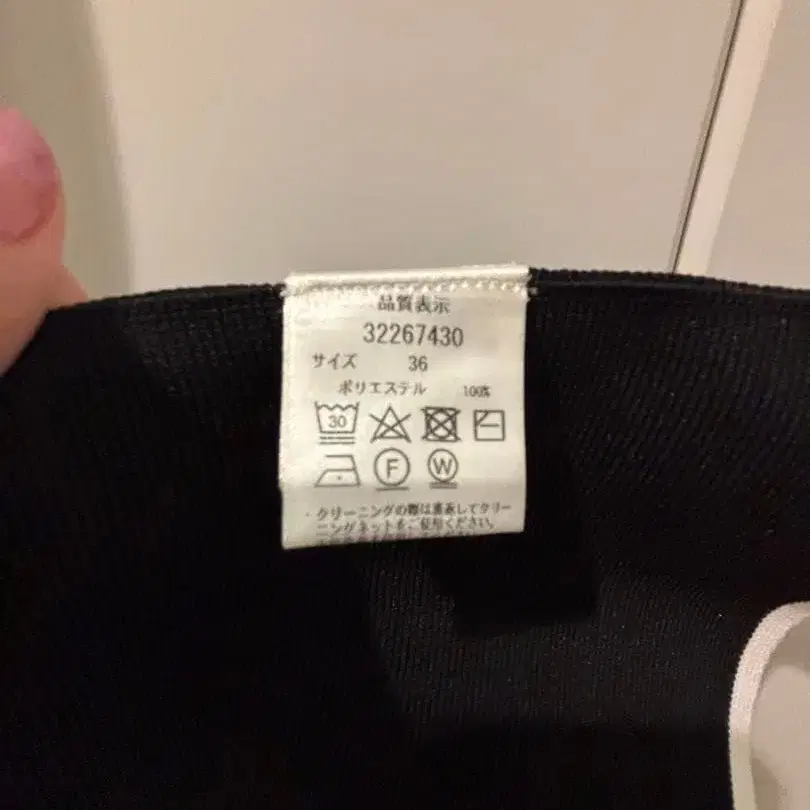 品質表示
32267430
サイズ 36
ポリエステル 100%
30
F W
・クリーニングの際は裏返してクリー
ニングネットをご使用ください。